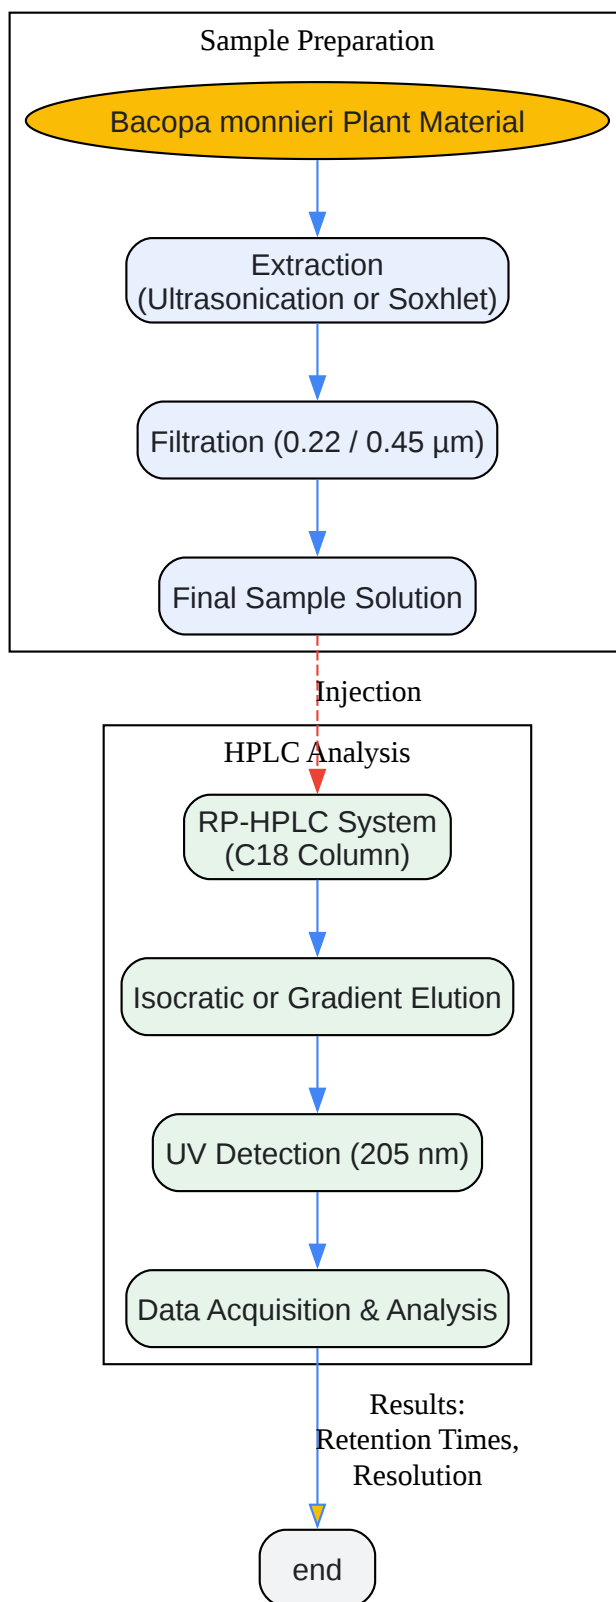 Sample Preparation
Bacopa monnieri Plant Material
Extraction
(Ultrasonication or Soxhlet)
Filtration (0.22 / 0.45 µm)
Final Sample Solution
Injection
HPLC Analysis
RP-HPLC System
(C18 Column)
Isocratic or Gradient Elution
UV Detection (205 nm)
Data Acquisition & Analysis
Results:
Retention Times,
Resolution
end